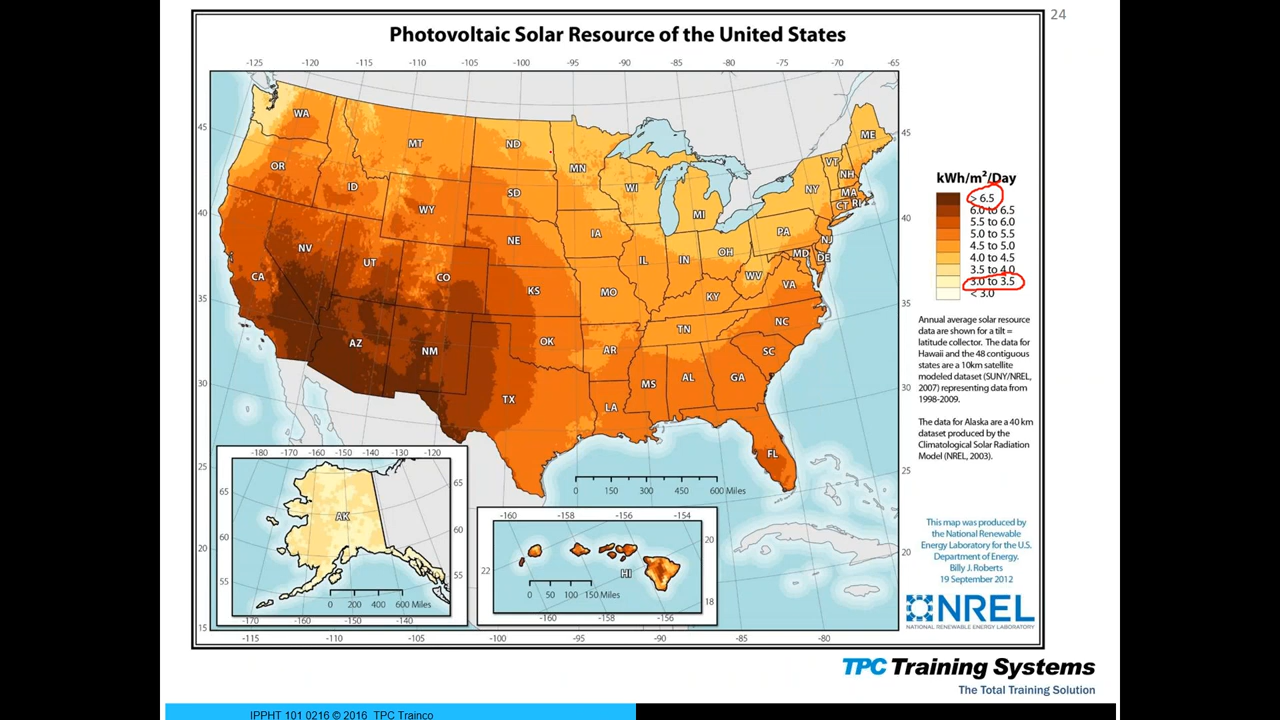 24
Photovoltaic Solar Resource of the United States
-125 -120 -115 -110 -105 -100 -95 -90 -85 -80 -75 -70 -65
WA
ME
45 45
MT ND
VT
OR MN
NH
ID WI NY MA
SD
CT RI
WY MI
40 40
IA PA
NE NJ
NV OH
IL IN MD DE
UT
CA CO WV
KS MO VA
KY
35 35
NC
TN
AZ OK
NM AR SC
MS AL GA
30 30
TX
LA
FL
25 25
20 20
15
kWh/m²/Day
> 6.5
6.0 to 6.5
5.5 to 6.0
5.0 to 5.5
4.5 to 5.0
4.0 to 4.5
3.5 to 4.0
3.0 to 3.5
< 3.0
Annual average solar resource
data are shown for a tilt =
latitude collector. The data for
Hawaii and the 48 contiguous
states are a 10km satellite
modeled dataset (SUNY/NREL,
2007) representing data from
1998-2009.
The data for Alaska are a 40 km
dataset produced by the
Climatological Solar Radiation
Model (NREL, 2003).
0 150 300 450 600 Miles
-180 -170 -160 -150 -140 -130 -120
65 65
AK
60 60
55 55
0 200 400 600 Miles
-170 -160 -150 -140
-160 -158 -156 -154
20
22
HI
0 50 100 150 Miles
18
-160 -158 -156
-115 -110 -105 -100 -95 -90 -85 -80
This map was produced by
the National Renewable
Energy Laboratory for the U.S.
Department of Energy.
Billy J. Roberts
19 September 2012
NREL
NATIONAL RENEWABLE ENERGY LABORATORY
TPC Training Systems
The Total Training Solution
IPPHT 101 0216 © 2016 TPC Trainco